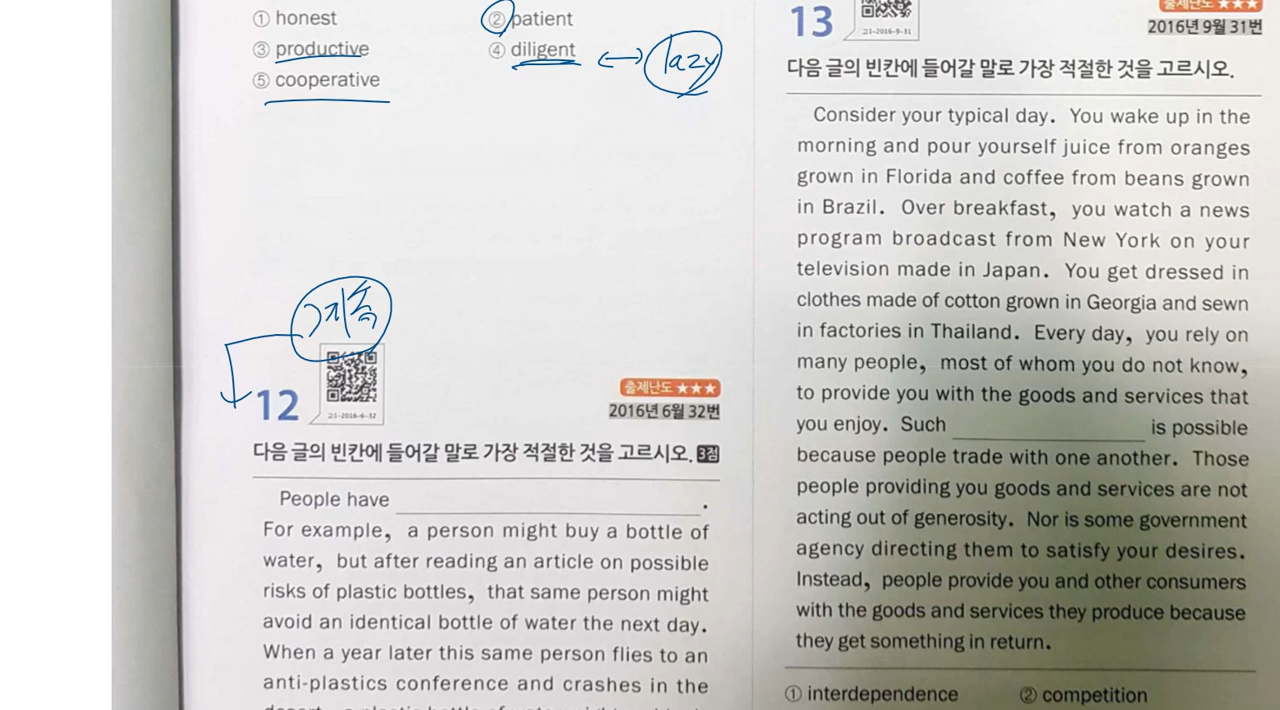 ① honest
② patient
③ productive
④ diligent
lazy
⑤ cooperative
12
21-2016-6-32
출제난도 ★★★
2016년 6월 32번
다음 글의 빈칸에 들어갈 말로 가장 적절한 것을 고르시오. 3점
People have ______________________________.
For example, a person might buy a bottle of
water, but after reading an article on possible
risks of plastic bottles, that same person might
avoid an identical bottle of water the next day.
When a year later this same person flies to an
anti-plastics conference and crashes in the
13
21-2016-9-31
출제난도 ★★★
2016년 9월 31번
다음 글의 빈칸에 들어갈 말로 가장 적절한 것을 고르시오.
Consider your typical day. You wake up in the
morning and pour yourself juice from oranges
grown in Florida and coffee from beans grown
in Brazil. Over breakfast, you watch a news
program broadcast from New York on your
television made in Japan. You get dressed in
clothes made of cotton grown in Georgia and sewn
in factories in Thailand. Every day, you rely on
many people, most of whom you do not know,
to provide you with the goods and services that
you enjoy. Such ____________________ is possible
because people trade with one another. Those
people providing you goods and services are not
acting out of generosity. Nor is some government
agency directing them to satisfy your desires.
Instead, people provide you and other consumers
with the goods and services they produce because
they get something in return.
① interdependence
② competition